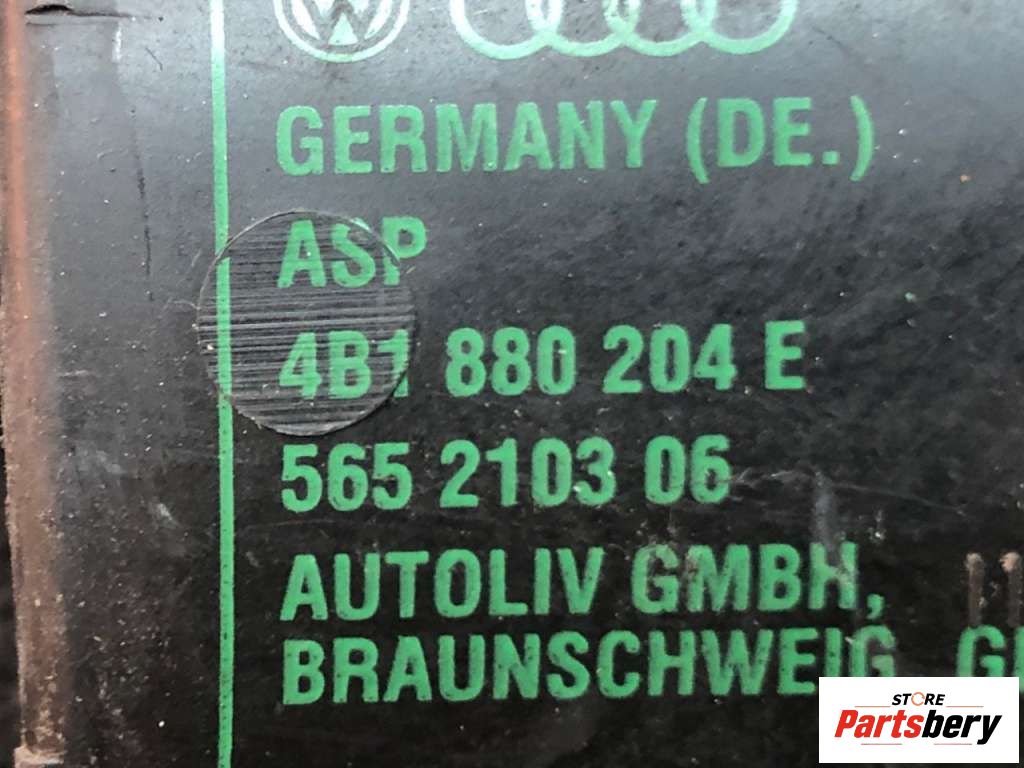 GERMANY (DE.)
ASP
4B1 880 204 E
565 2103 06
AUTOLIV GMBH,
BRAUNSCHWEIG
STORE
Partsbery